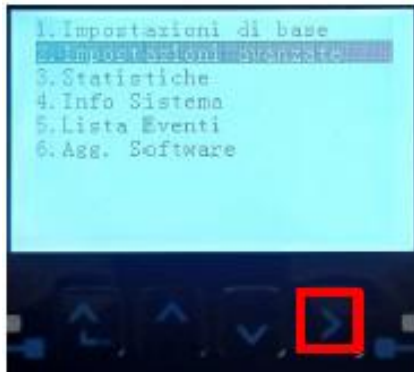 1.Impostazioni di base
2.Impostazioni avanzate
3.Statistiche
4.Info Sistema
5.Lista Eventi
6.Agg. Software